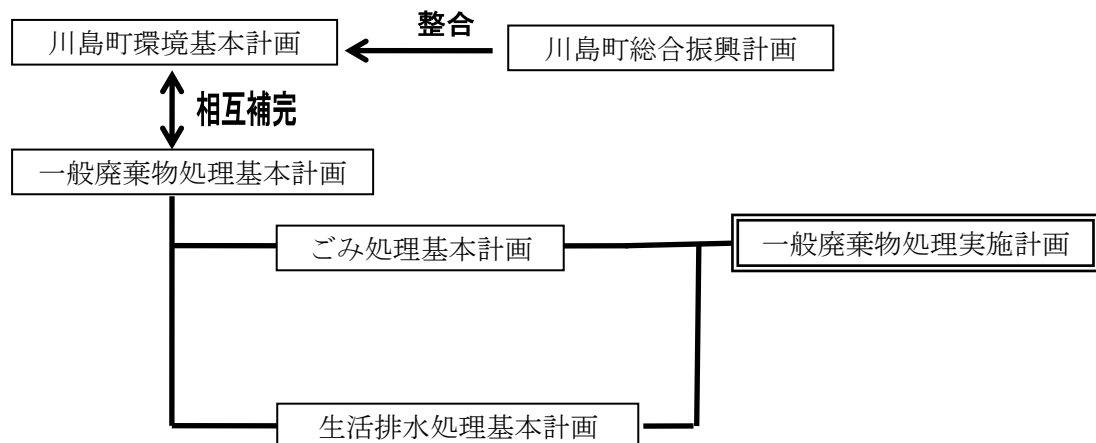 整合
川島町環境基本計画
川島町総合振興計画
相互補完
一般廃棄物処理基本計画
ごみ処理基本計画
一般廃棄物処理実施計画
生活排水処理基本計画